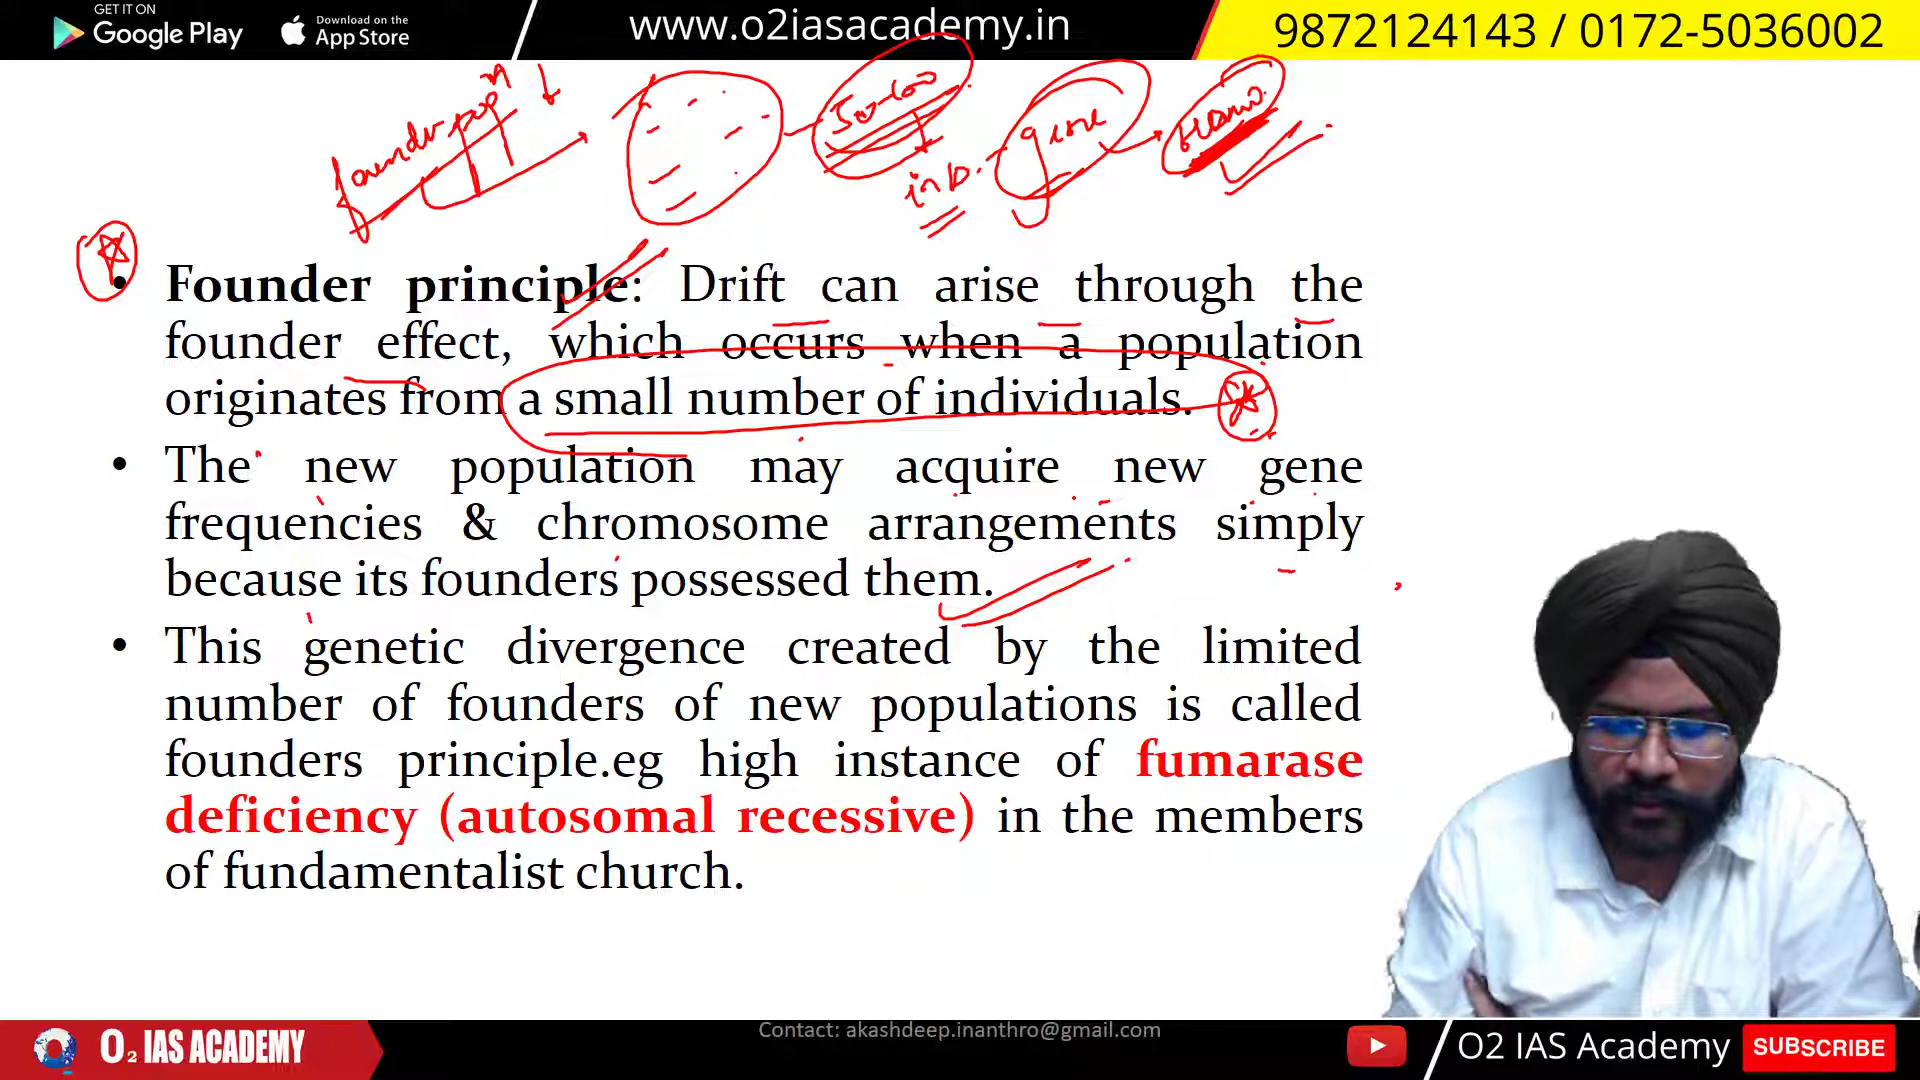 GET IT ON
Google Play
Download on the
App Store
www.o2iasacademy.in
9872124143 / 0172-5036002
founder popn ↓
50-100
inb.
gene
Homo.
• Founder principle: Drift can arise through the
founder effect, which occurs when a population
originates from a small number of individuals.
• The new population may acquire new gene
frequencies & chromosome arrangements simply
because its founders possessed them.
• This genetic divergence created by the limited
number of founders of new populations is called
founders principle.eg high instance of fumarase
deficiency (autosomal recessive) in the members
of fundamentalist church.
O2 IAS ACADEMY
Contact: akashdeep.inanthro@gmail.com
O2 IAS Academy
SUBSCRIBE